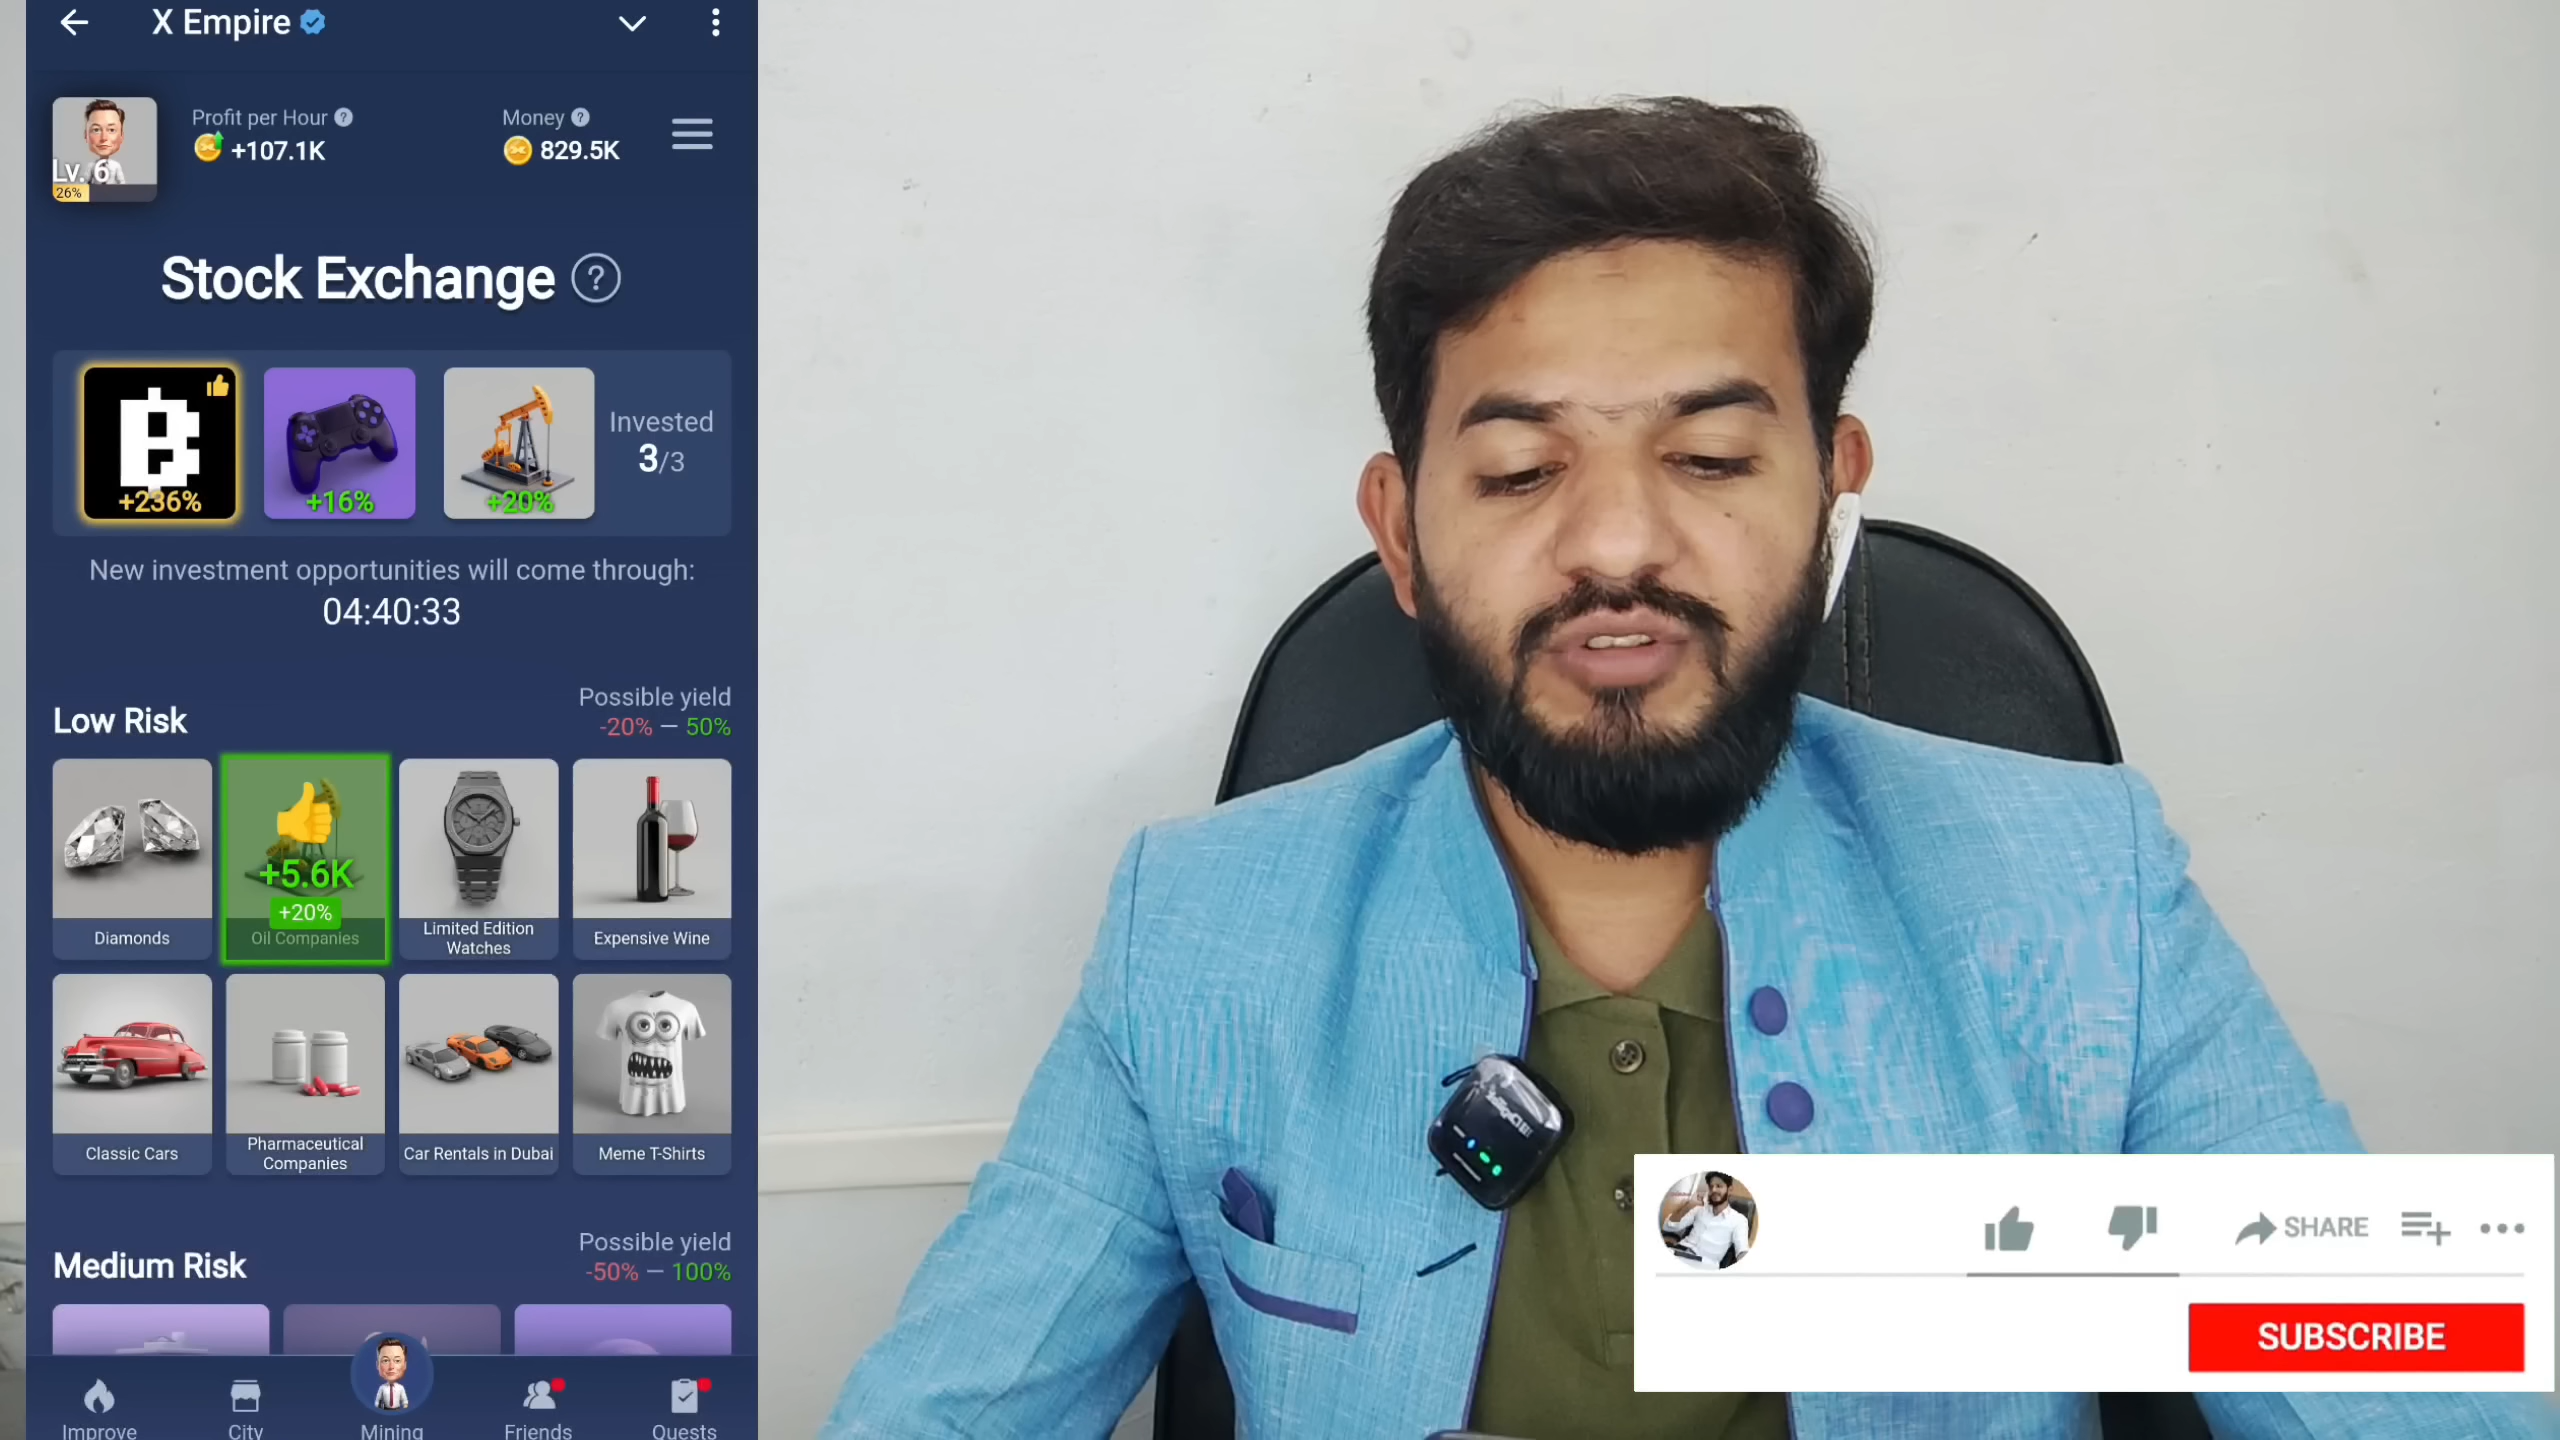 X Empire
Profit per Hour ?
+107.1K
Money ?
829.5K
Lv. 6
26%
Stock Exchange ?
+236%
+16%
+20%
Invested
3/3
New investment opportunities will come through:
04:40:33
Low Risk
Possible yield
-20% — 50%
+5.6K
+20%
Diamonds
Oil Companies
Limited Edition
Watches
Expensive Wine
Classic Cars
Pharmaceutical
Companies
Car Rentals in Dubai
Meme T-Shirts
Medium Risk
Possible yield
-50% — 100%
Improve
City
Mining
Friends
Quests
SHARE
SUBSCRIBE